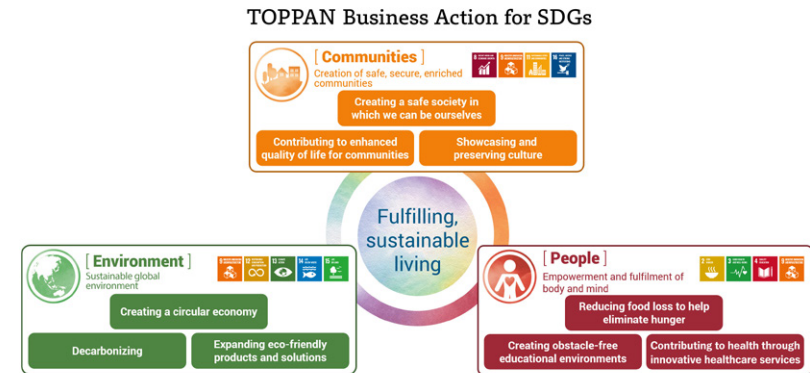 TOPPAN Business Action for SDGs
[ Communities ]
Creation of safe, secure, enriched
communities
Creating a safe society in
which we can be ourselves
Contributing to enhanced
quality of life for communities
Showcasing and
preserving culture
Fulfilling,
sustainable
living
[ Environment ]
Sustainable global
environment
Creating a circular economy
Decarbonizing
Expanding eco-friendly
products and solutions
[ People ]
Empowerment and fulfilment of
body and mind
Reducing food loss to help
eliminate hunger
Creating obstacle-free
educational environments
Contributing to health through
innovative healthcare services